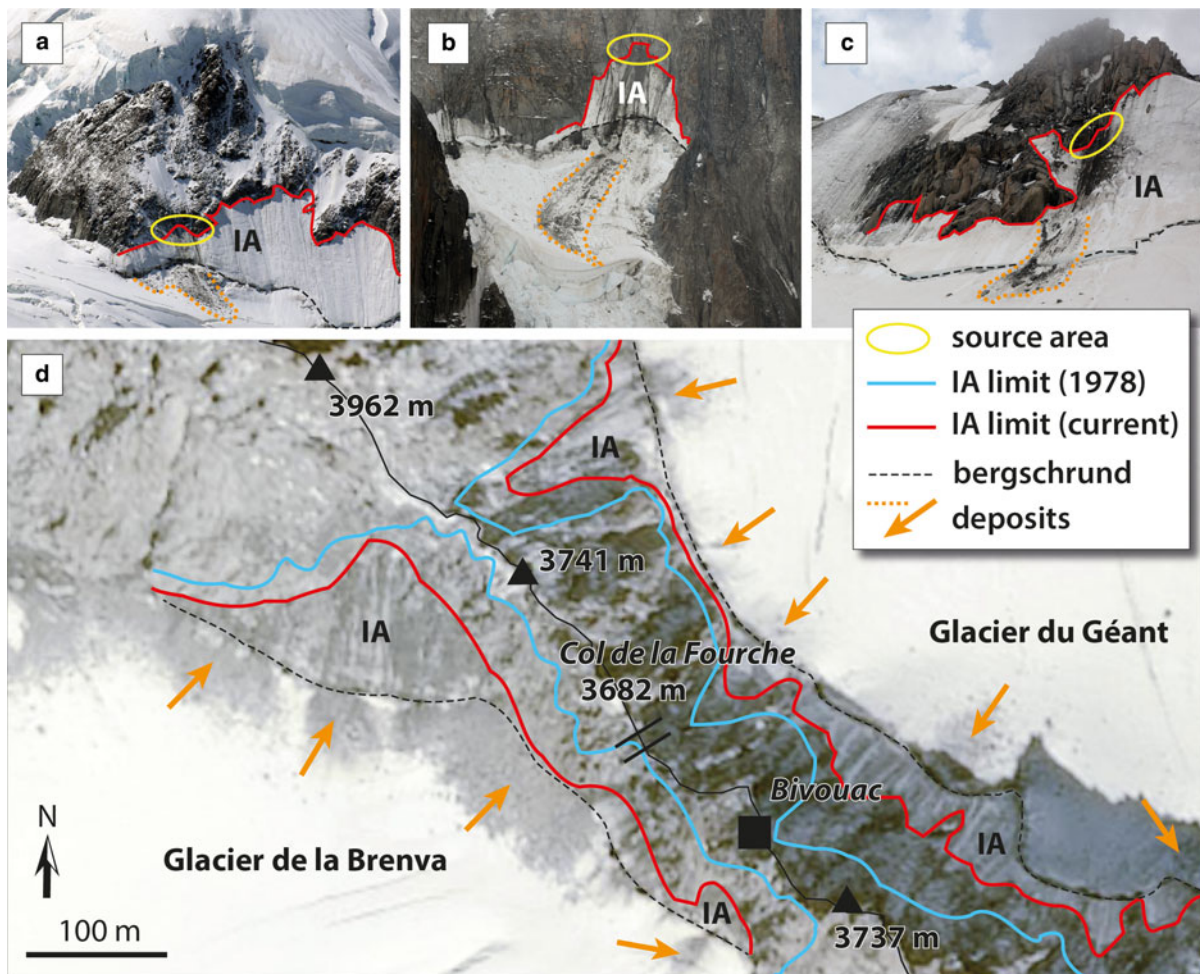 a
IA
b
IA
c
IA
source area
IA limit (1978)
IA limit (current)
bergschrund
deposits
d
3962 m
IA
3741 m
IA
Col de la Fourche
3682 m
Glacier du Géant
Bivouac
IA
N
Glacier de la Brenva
IA
3737 m
100 m